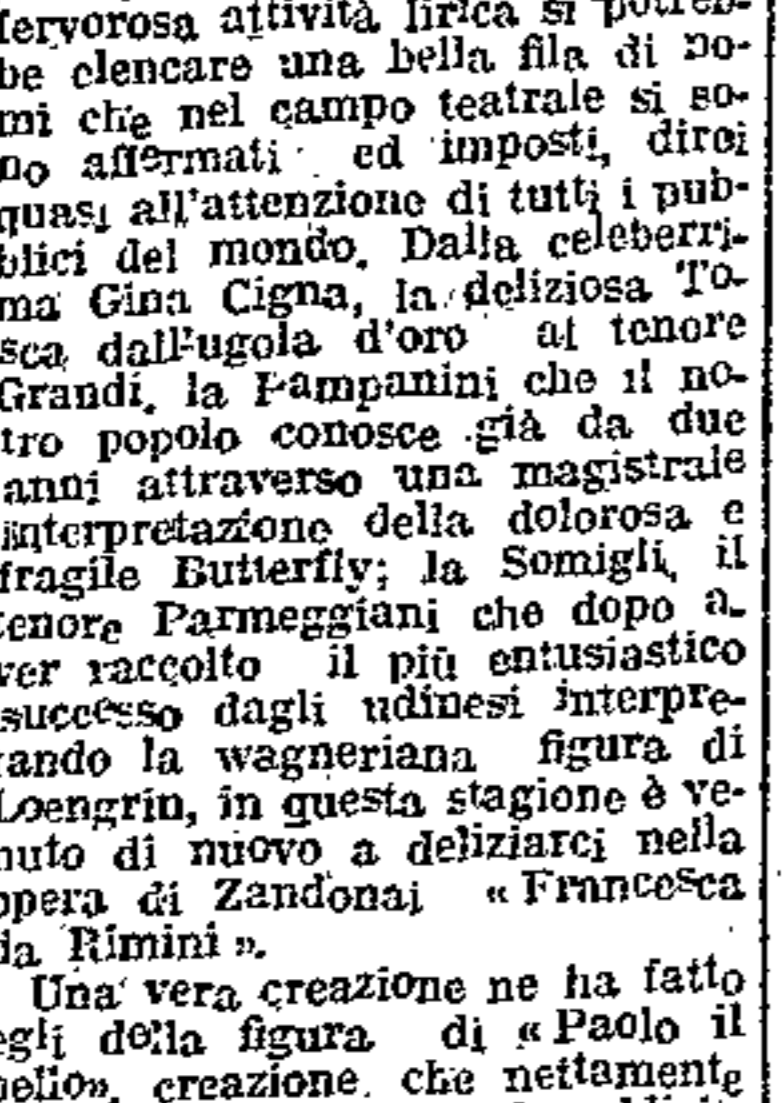 fervorosa attività lirica si potreb-
be elencare una bella fila di no-
mi che nel campo teatrale si so-
no affermati ed imposti, direi
quasi all'attenzione di tutti i pub-
blici del mondo. Dalla celeberri-
ma Gina Cigna, la deliziosa To-
sca dall'ugola d'oro al tenore
Grandi, la Pampanini che il no-
tro popolo conosce già da due
anni attraverso una magistrale
interpretazione della dolorosa e
fragile Butterfly; la Somigli, il
tenore Parmeggiani che dopo a-
ver raccolto il più entusiastico
successo dagli udinesi interpre-
tando la wagneriana figura di
Loengrin, in questa stagione è ve-
nuto di nuovo a deliziarci nella
opera di Zandonai « Francesca
da Rimini ».
Una vera creazione ne ha fatto
egli della figura di « Paolo il
bello», creazione che nettamente